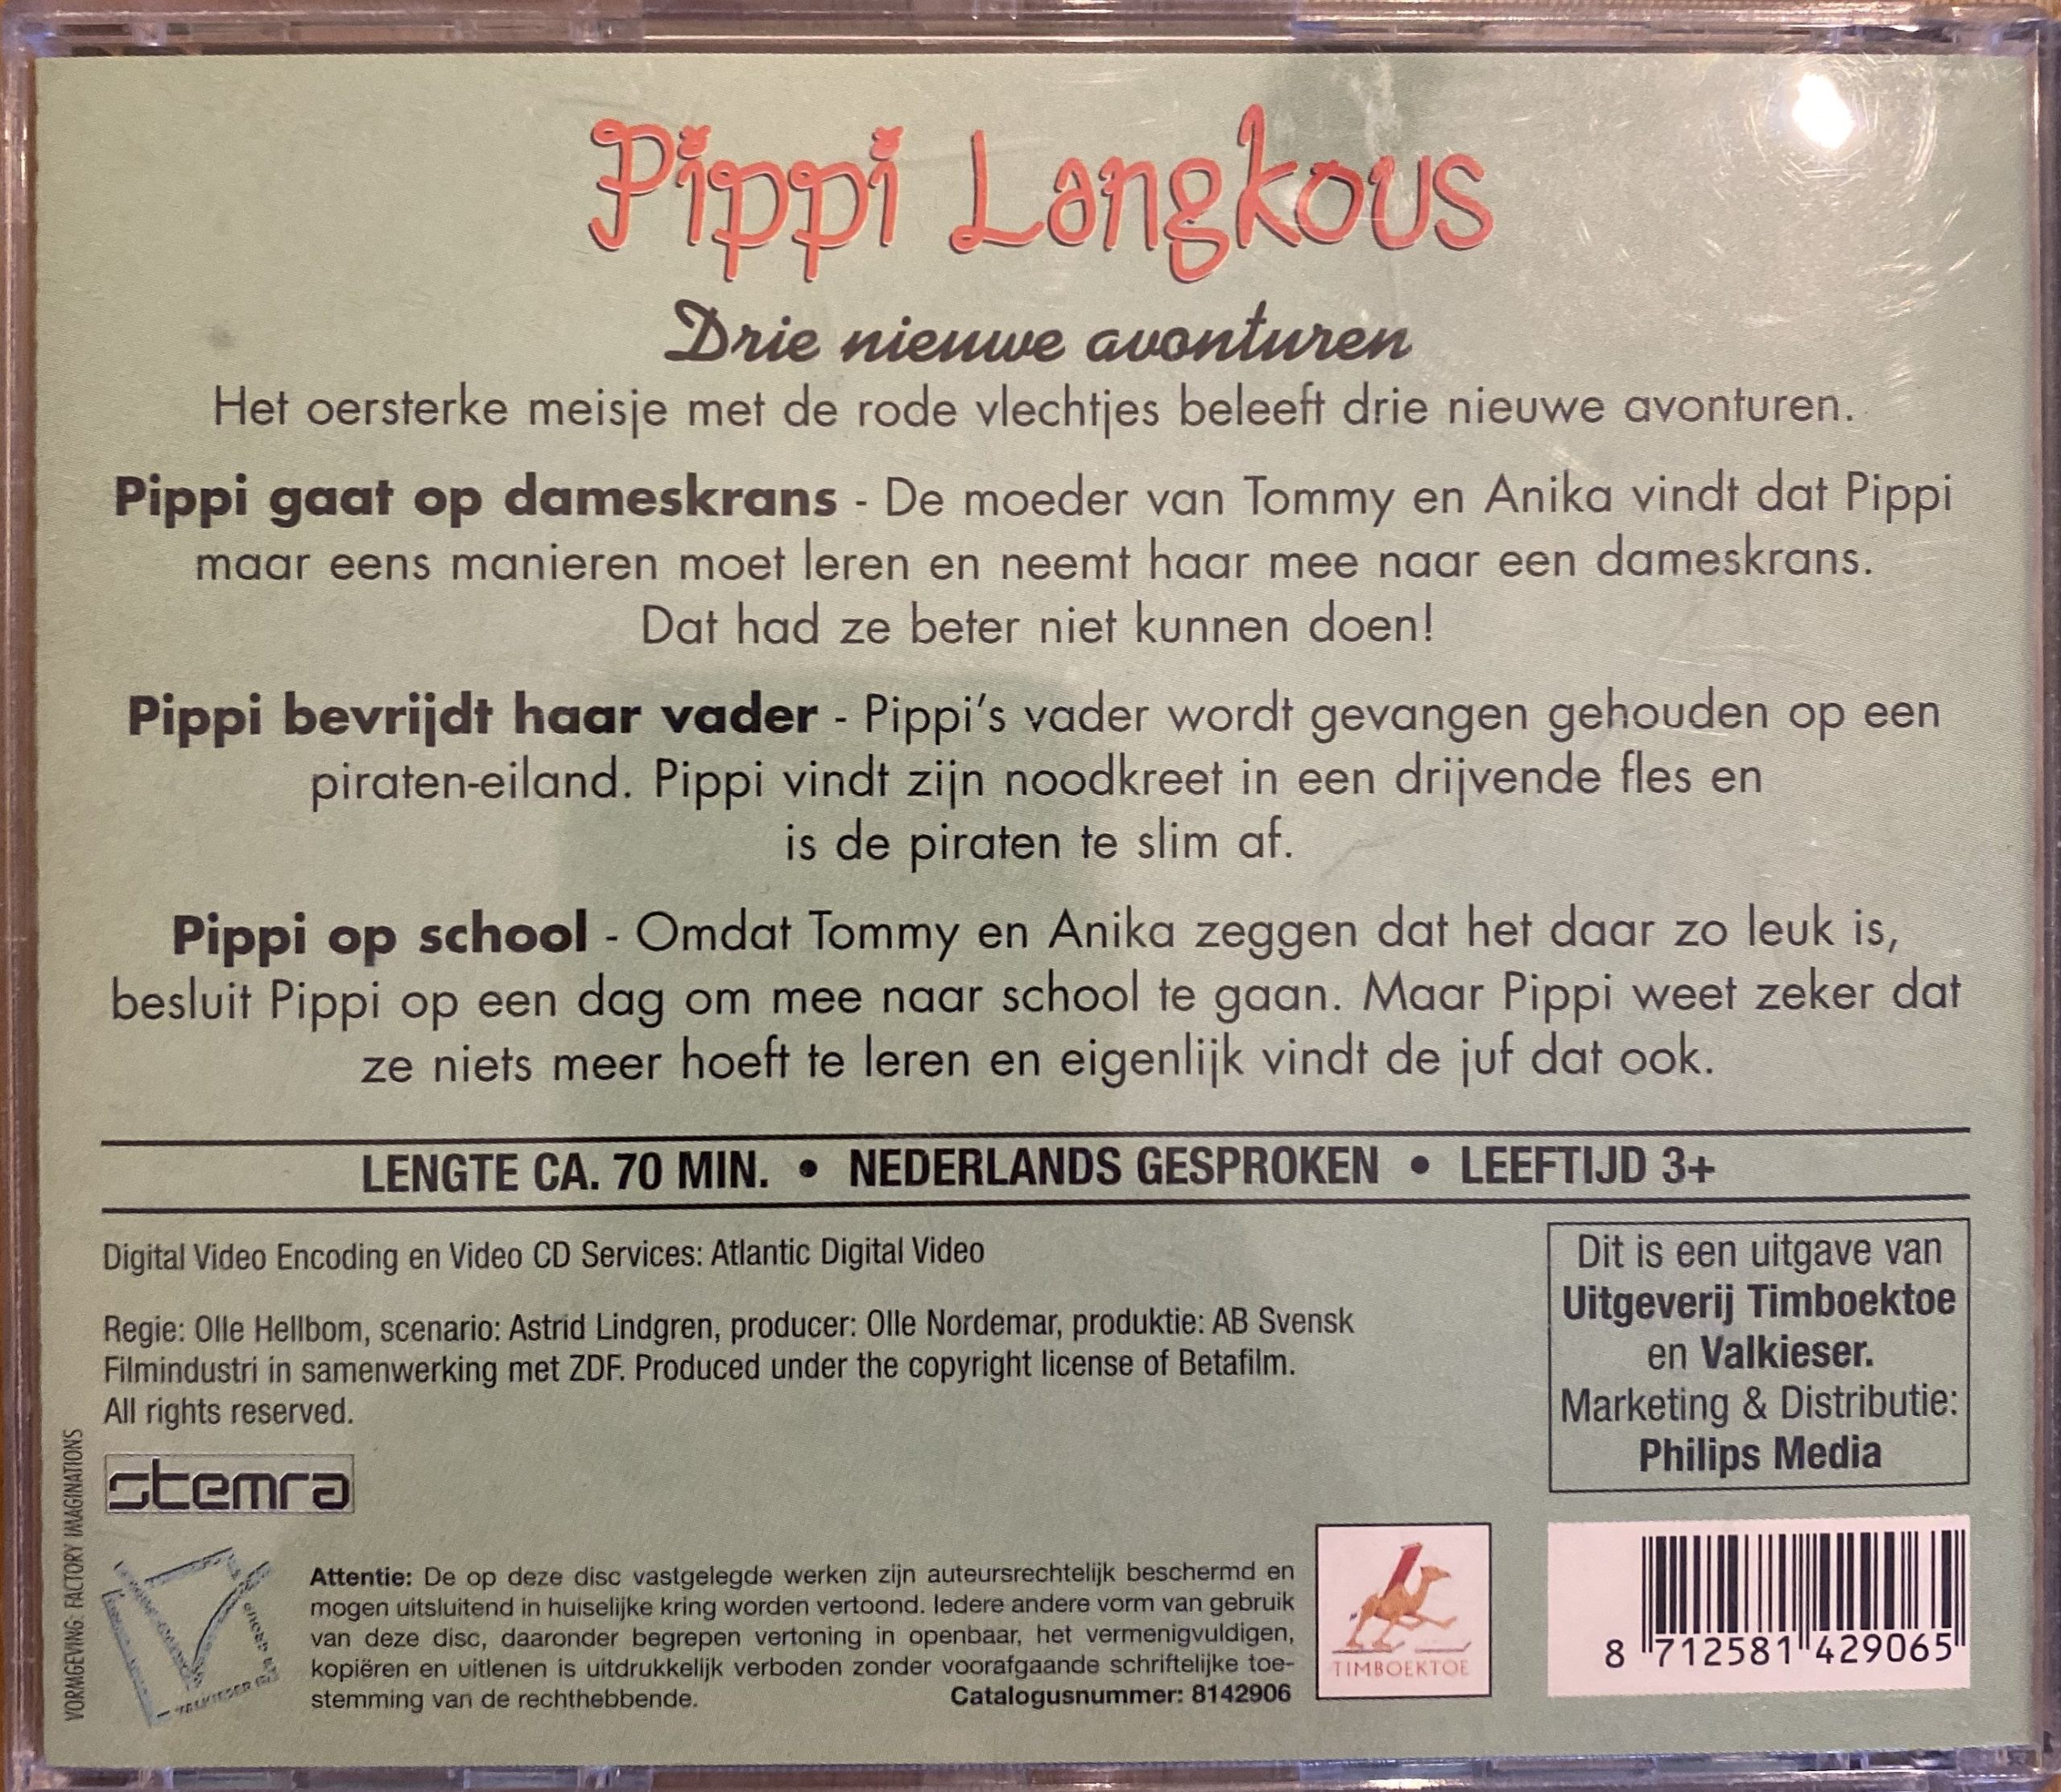 Pippi Langkous
Drie nieuwe avonturen
Het oersterke meisje met de rode vlechtjes beleeft drie nieuwe avonturen.
Pippi gaat op dameskrans - De moeder van Tommy en Anika vindt dat Pippi
maar eens manieren moet leren en neemt haar mee naar een dameskrans.
Dat had ze beter niet kunnen doen!
Pippi bevrijdt haar vader - Pippi's vader wordt gevangen gehouden op een
piraten-eiland. Pippi vindt zijn noodkreet in een drijvende fles en
is de piraten te slim af.
Pippi op school - Omdat Tommy en Anika zeggen dat het daar zo leuk is,
besluit Pippi op een dag om mee naar school te gaan. Maar Pippi weet zeker dat
ze niets meer hoeft te leren en eigenlijk vindt de juf dat ook.
LENGTE CA. 70 MIN. • NEDERLANDS GESPROKEN • LEEFTIJD 3+
Digital Video Encoding en Video CD Services: Atlantic Digital Video
Regie: Olle Hellbom, scenario: Astrid Lindgren, producer: Olle Nordemar, produktie: AB Svensk
Filmindustri in samenwerking met ZDF. Produced under the copyright license of Betafilm.
All rights reserved.
Dit is een uitgave van
Uitgeverij Timboektoe
en Valkieser.
Marketing & Distributie:
Philips Media
VORMGEVING: FACTORY IMAGINATIONS
stemra
Attentie: De op deze disc vastgelegde werken zijn auteursrechtelijk beschermd en
mogen uitsluitend in huiselijke kring worden vertoond. Iedere andere vorm van gebruik
van deze disc, daaronder begrepen vertoning in openbaar, het vermenigvuldigen,
kopiëren en uitlenen is uitdrukkelijk verboden zonder voorafgaande schriftelijke toe-
stemming van de rechthebbende. Catalogusnummer: 8142906
TIMBOEKTOE
8 712581 429065